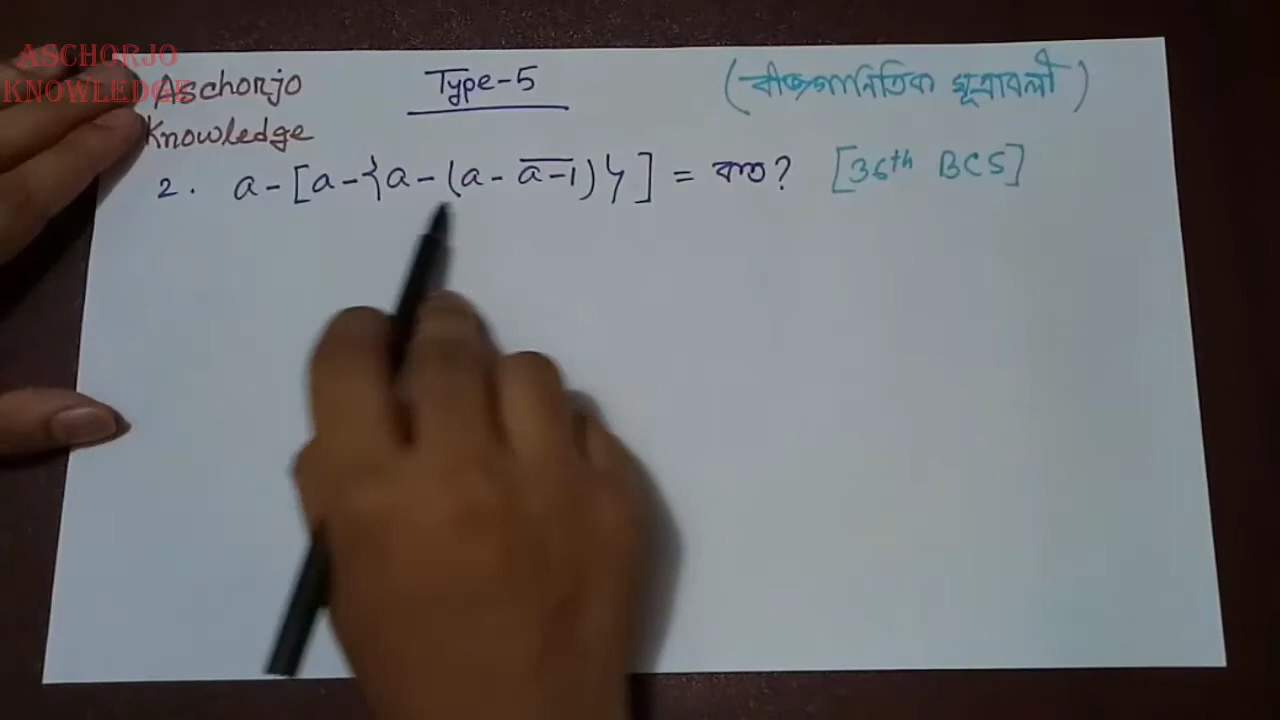 ASCHORJO
KNOWLEDGE
Aschorjo
Knowledge
Type-5
(বীজগানিতিক সূত্রাবলী)
2. a-[a-{a-(a-a̅-̅1̅)}] = কত? [36th BCS]